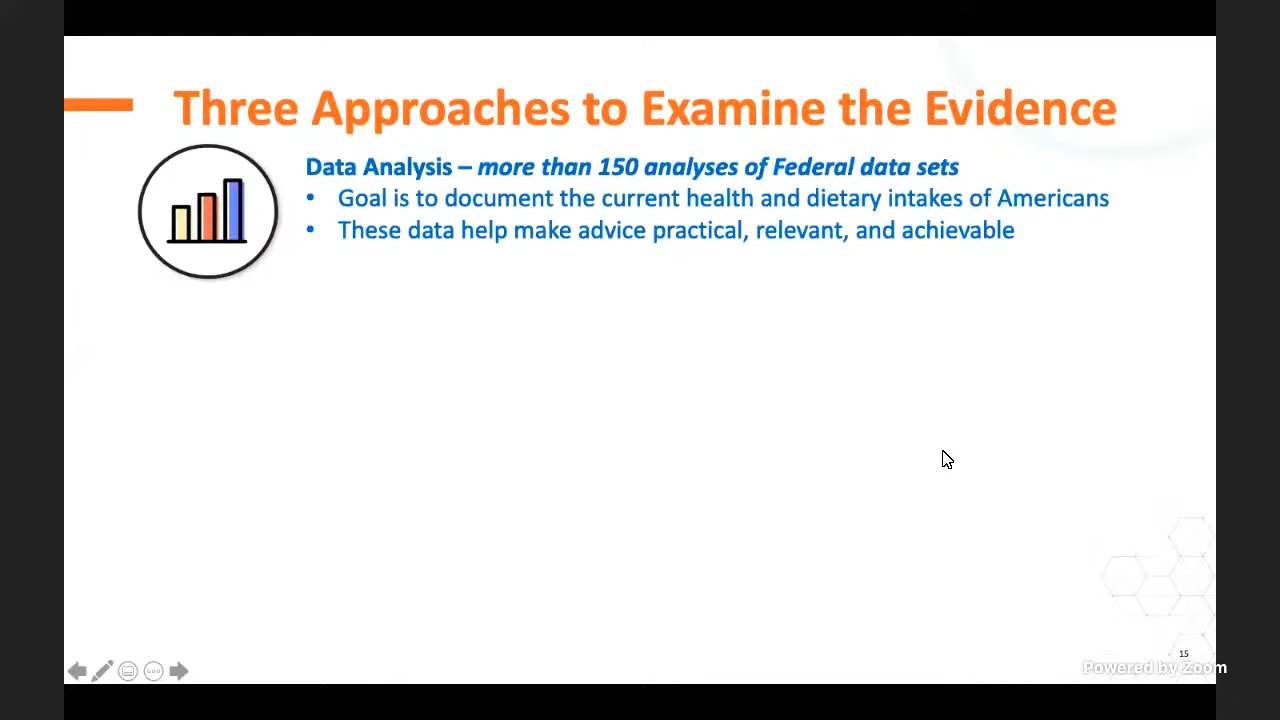 Three Approaches to Examine the Evidence
Data Analysis – more than 150 analyses of Federal data sets
• Goal is to document the current health and dietary intakes of Americans
• These data help make advice practical, relevant, and achievable
15
Powered by Zoom